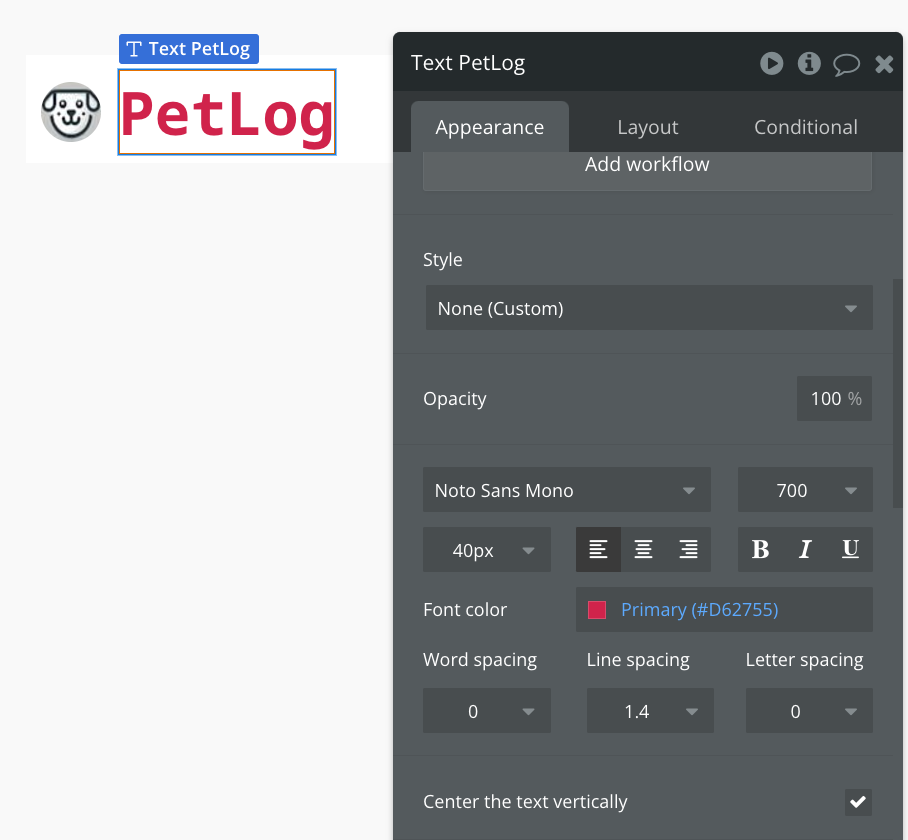 Text PetLog
PetLog
Text PetLog
Appearance
Layout
Conditional
Add workflow
Style
None (Custom)
Opacity
100 %
Noto Sans Mono
700
40px
B I U
Font color
Primary (#D62755)
Word spacing
Line spacing
Letter spacing
0
1.4
0
Center the text vertically